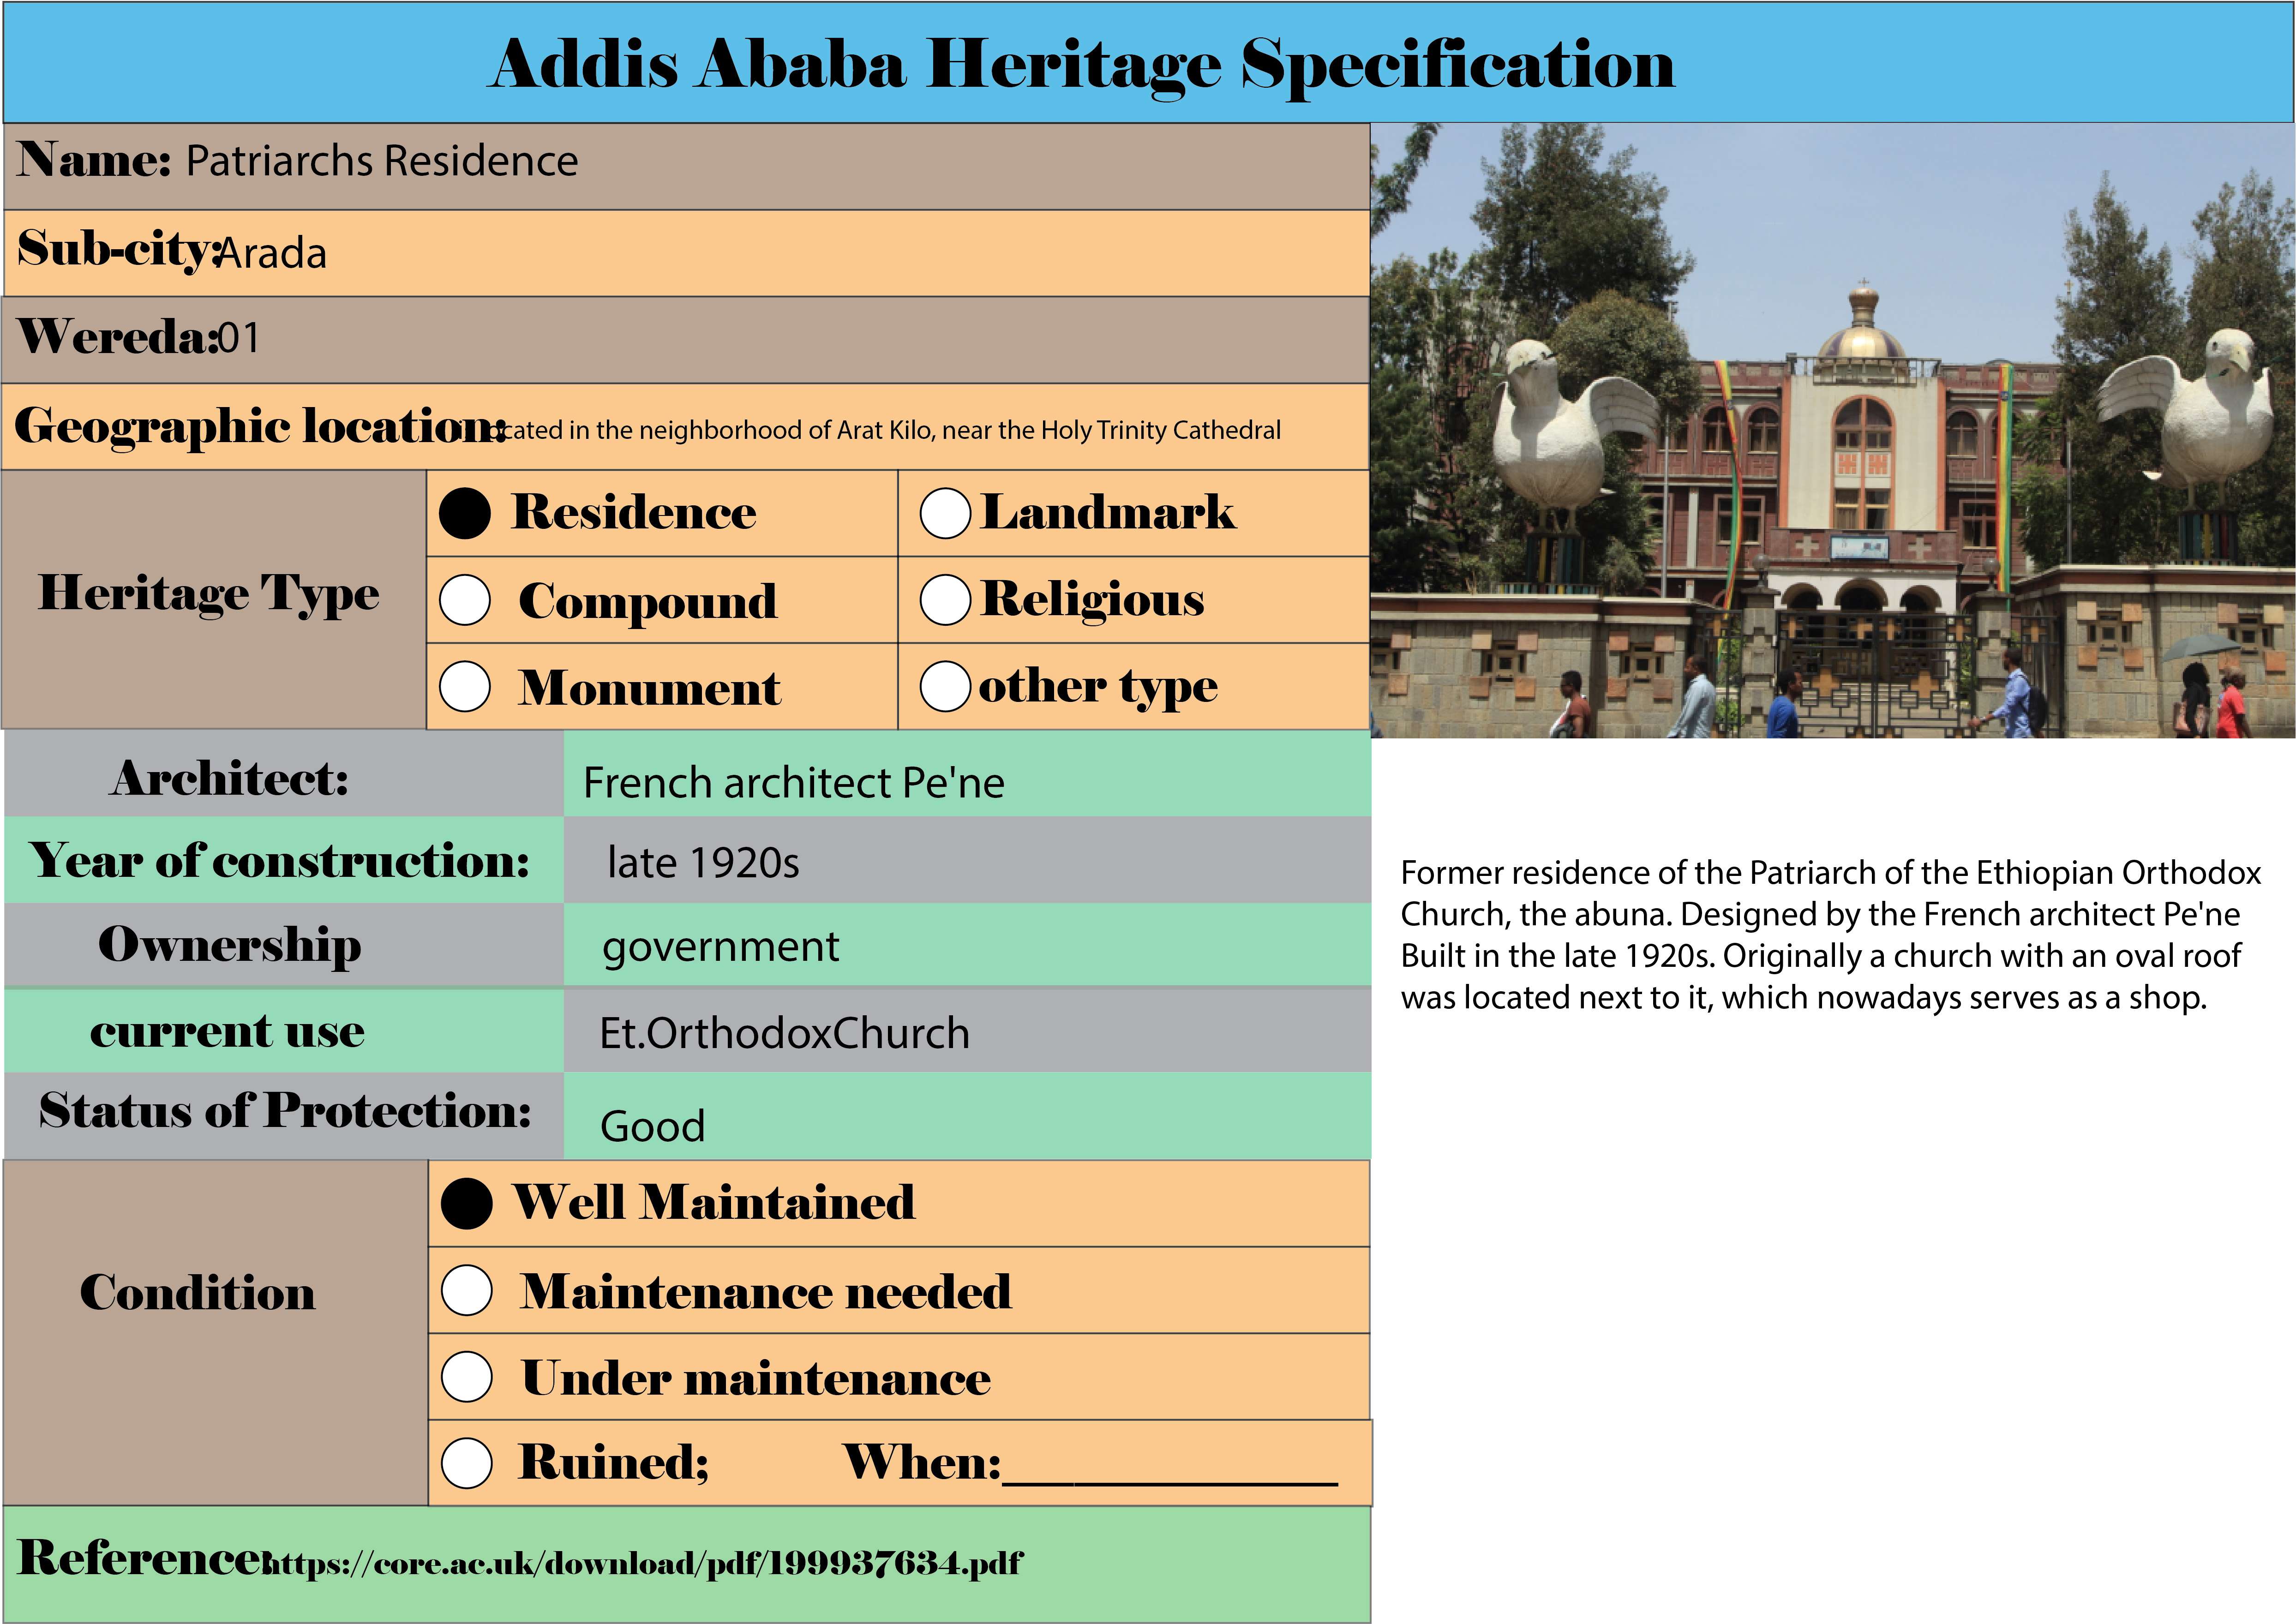 Addis Ababa Heritage Specification
Name: Patriarchs Residence
Sub-city: Arada
Wereda: 01
Geographic location: located in the neighborhood of Arat Kilo, near the Holy Trinity Cathedral
Heritage Type
Residence
Landmark
Compound
Religious
Monument
other type
Architect: French architect Pe'ne
Year of construction: late 1920s
Ownership government
current use Et.OrthodoxChurch
Status of Protection: Good
Condition
Well Maintained
Maintenance needed
Under maintenance
Ruined; When:
Reference: https://core.ac.uk/download/pdf/199937634.pdf
Former residence of the Patriarch of the Ethiopian Orthodox
Church, the abuna. Designed by the French architect Pe'ne
Built in the late 1920s. Originally a church with an oval roof
was located next to it, which nowadays serves as a shop.